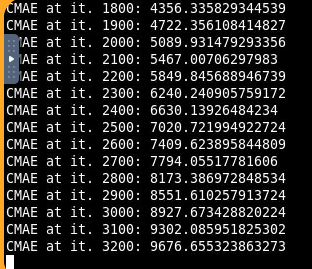 CMAE at it. 1800: 4356.335829344539
CMAE at it. 1900: 4722.356108414827
CMAE at it. 2000: 5089.931479293356
CMAE at it. 2100: 5467.00706297983
CMAE at it. 2200: 5849.845688946739
CMAE at it. 2300: 6240.240905759172
CMAE at it. 2400: 6630.13926484234
CMAE at it. 2500: 7020.721994922724
CMAE at it. 2600: 7409.623895844809
CMAE at it. 2700: 7794.05517781606
CMAE at it. 2800: 8173.386972848534
CMAE at it. 2900: 8551.610257913724
CMAE at it. 3000: 8927.673428820224
CMAE at it. 3100: 9302.085951825302
CMAE at it. 3200: 9676.655323863273